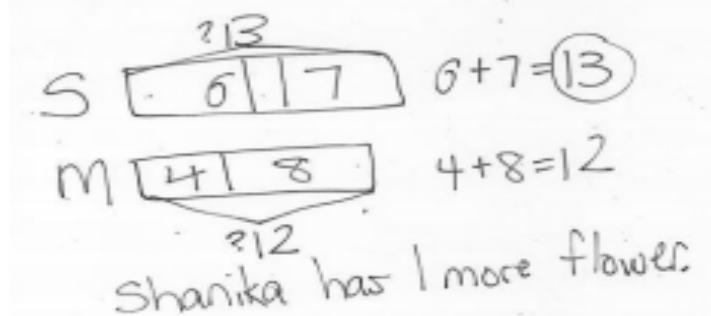 ?13
S 6 7 6+7=13
M 4 8 4+8=12
?12
Shanika has 1 more flower.